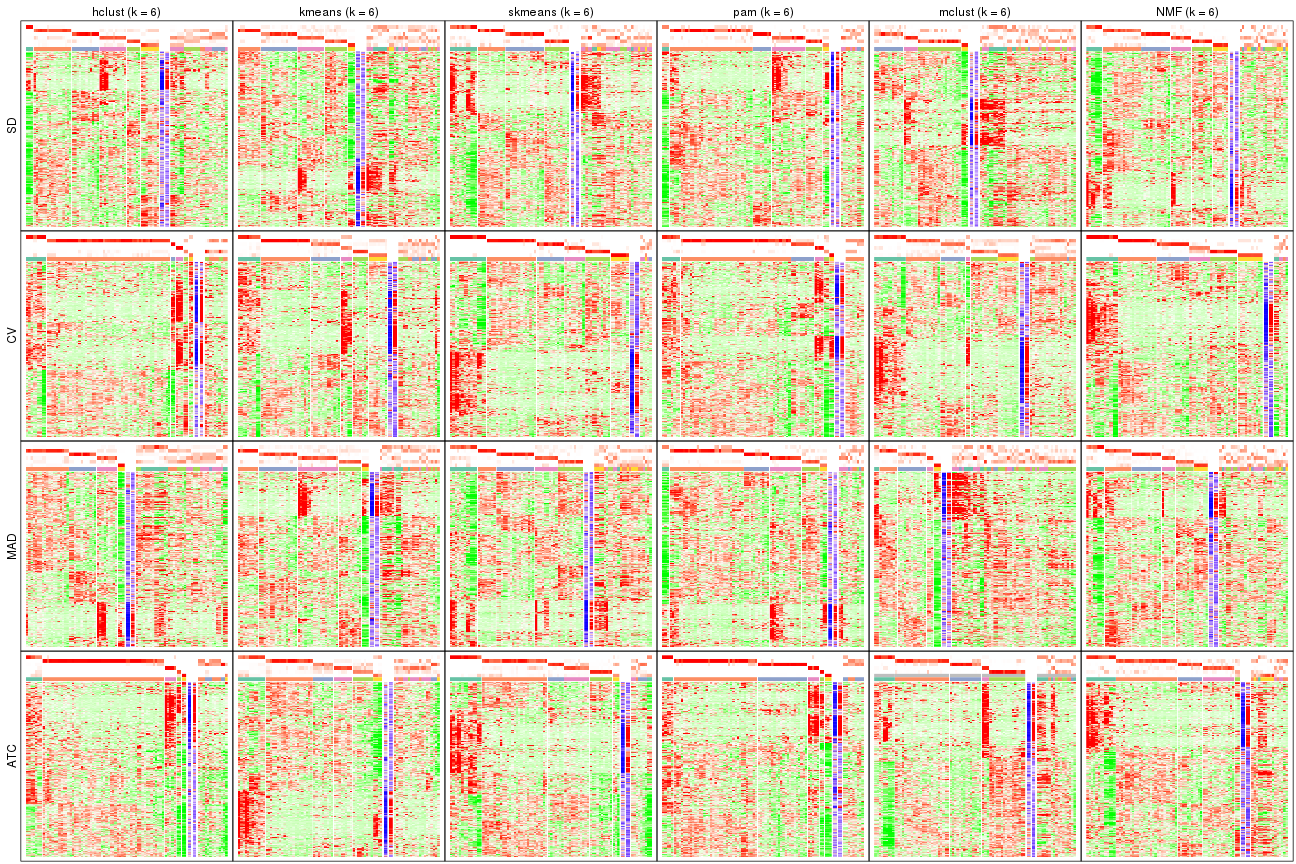 hclust (k = 6) kmeans (k = 6) skmeans (k = 6) pam (k = 6) mclust (k = 6) NMF (k = 6)
SD
CV
MAD
ATC